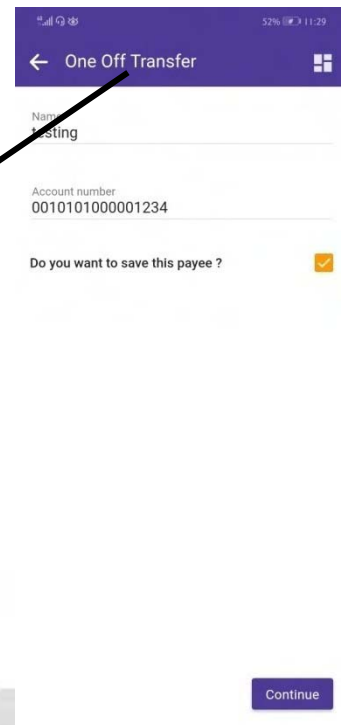 52% 11:29
One Off Transfer
Name
testing
Account number
0010101000001234
Do you want to save this payee ?
Continue